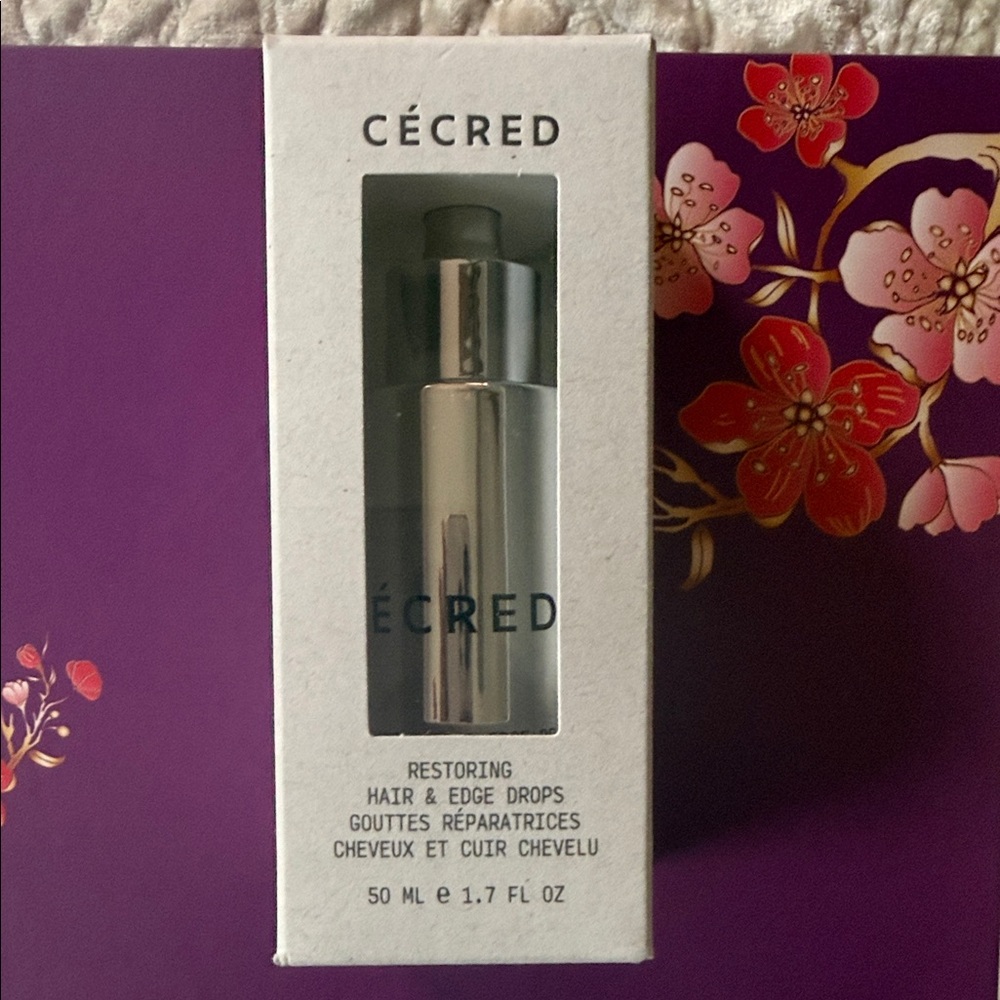 CÉCRED
ÉCRED
RESTORING
HAIR & EDGE DROPS
GOUTTES RÉPARATRICES
CHEVEUX ET CUIR CHEVELU
50 ML e 1.7 FL OZ